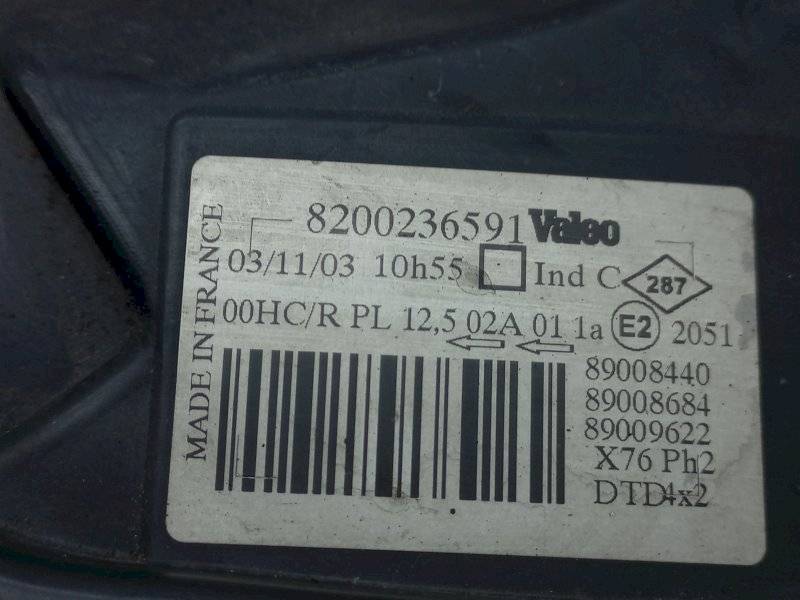 MADE IN FRANCE
8200236591 Valeo
03/11/03 10h55 Ind C 287
00HC/R PL 12,5 02A 01 1a E2 2051
89008440
89008684
89009622
X76 Ph2
DTD4x2